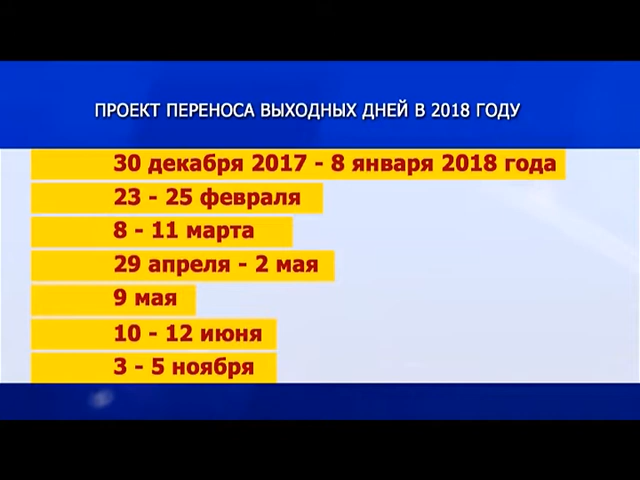 ПРОЕКТ ПЕРЕНОСА ВЫХОДНЫХ ДНЕЙ В 2018 ГОДУ
30 декабря 2017 - 8 января 2018 года
23 - 25 февраля
8 - 11 марта
29 апреля - 2 мая
9 мая
10 - 12 июня
3 - 5 ноября